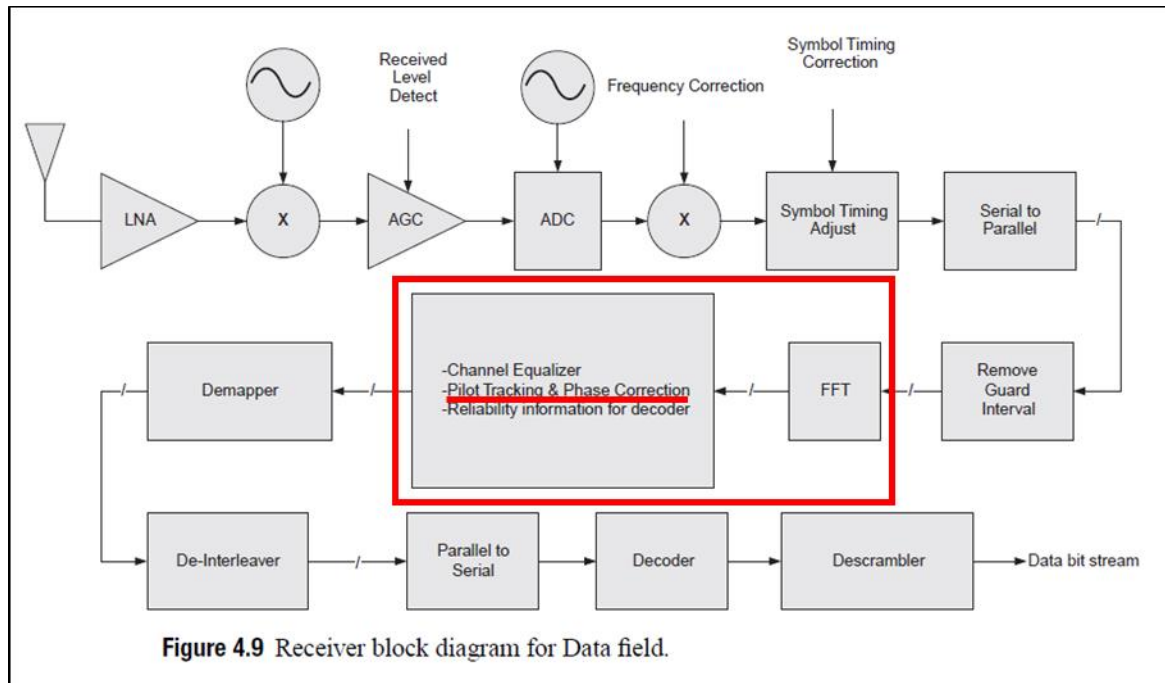 Received
Level
Detect
Symbol Timing
Correction
Frequency Correction
LNA
X
AGC
ADC
X
Symbol Timing
Adjust
Serial to
Parallel
Demapper
-Channel Equalizer
-Pilot Tracking & Phase Correction
-Reliability information for decoder
FFT
Remove
Guard
Interval
De-Interleaver
Parallel to
Serial
Decoder
Descrambler
Data bit stream
Figure 4.9 Receiver block diagram for Data field.